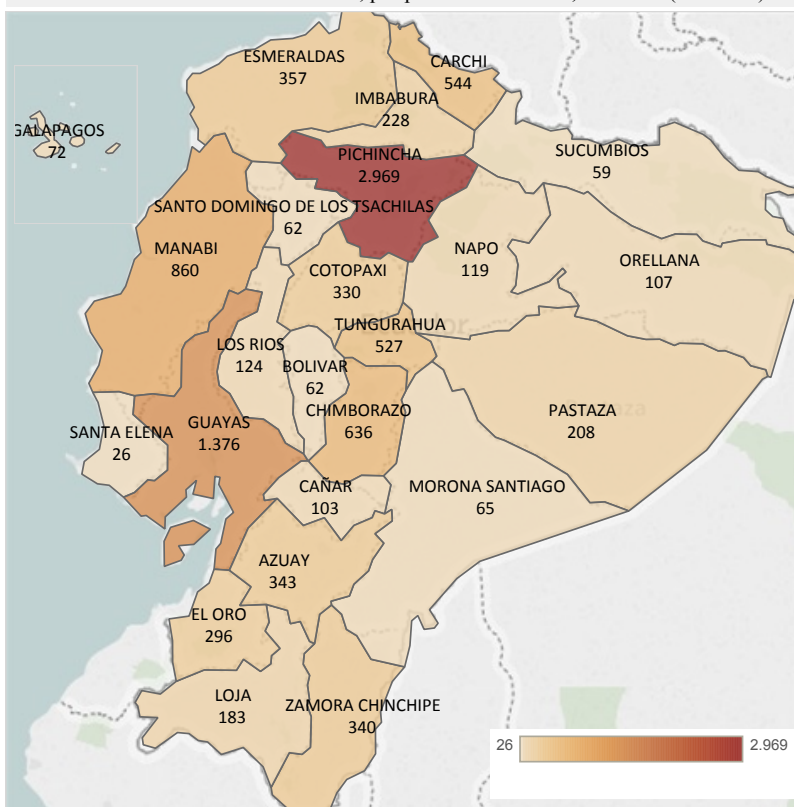 ESMERALDAS
357
CARCHI
544
IMBABURA
228
GALAPAGOS
72
PICHINCHA
2.969
SUCUMBIOS
59
SANTO DOMINGO DE LOS TSACHILAS
62
MANABI
860
NAPO
119
ORELLANA
107
COTOPAXI
330
TUNGURAHUA
527
LOS RIOS
124
BOLIVAR
62
CHIMBORAZO
636
PASTAZA
208
SANTA ELENA
26
GUAYAS
1.376
CAÑAR
103
MORONA SANTIAGO
65
AZUAY
343
EL ORO
296
LOJA
183
ZAMORA CHINCHIPE
340
26
2.969